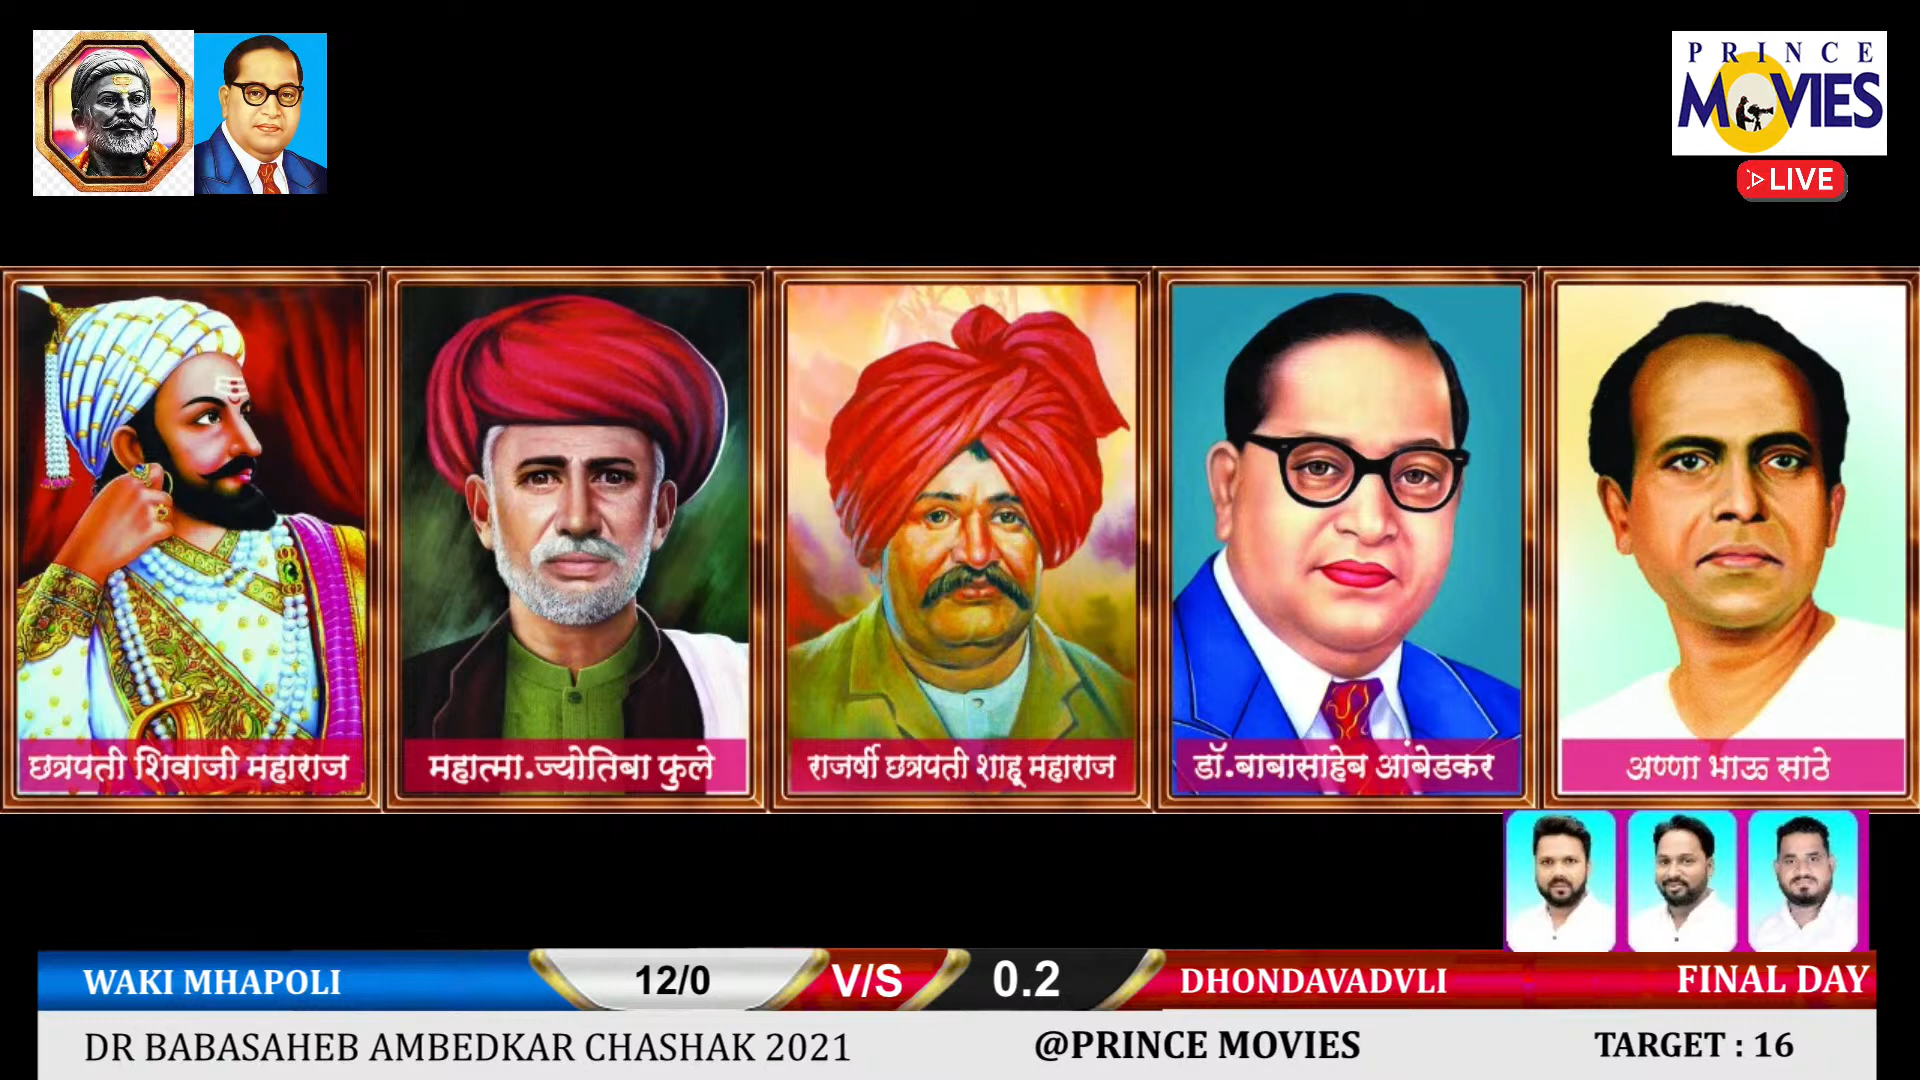 PRINCE
MOVIES
LIVE
छत्रपती शिवाजी महाराज
महात्मा.ज्योतिबा फुले
राजर्षी छत्रपती शाहू महाराज
डॉ.बाबासाहेब आंबेडकर
अण्णा भाऊ साठे
WAKI MHAPOLI 12/0 V/S 0.2 DHONDAVADVLI FINAL DAY
DR BABASAHEB AMBEDKAR CHASHAK 2021 @PRINCE MOVIES TARGET : 16